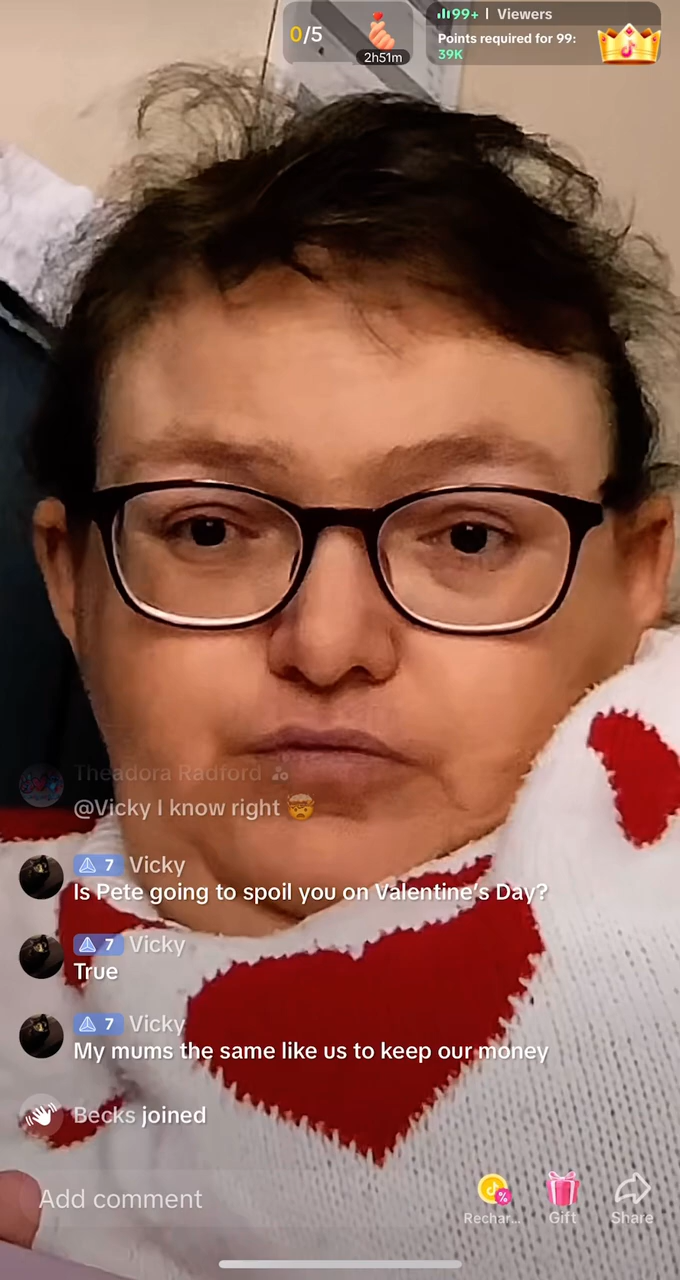 0/5
2h51m
99+ | Viewers
Points required for 99:
39K
Theadora Radford
@Vicky I know right 🤯
7 Vicky
Is Pete going to spoil you on Valentine's Day?
7 Vicky
True
7 Vicky
My mums the same like us to keep our money
Becks joined
Add comment
Rechar...
Gift
Share